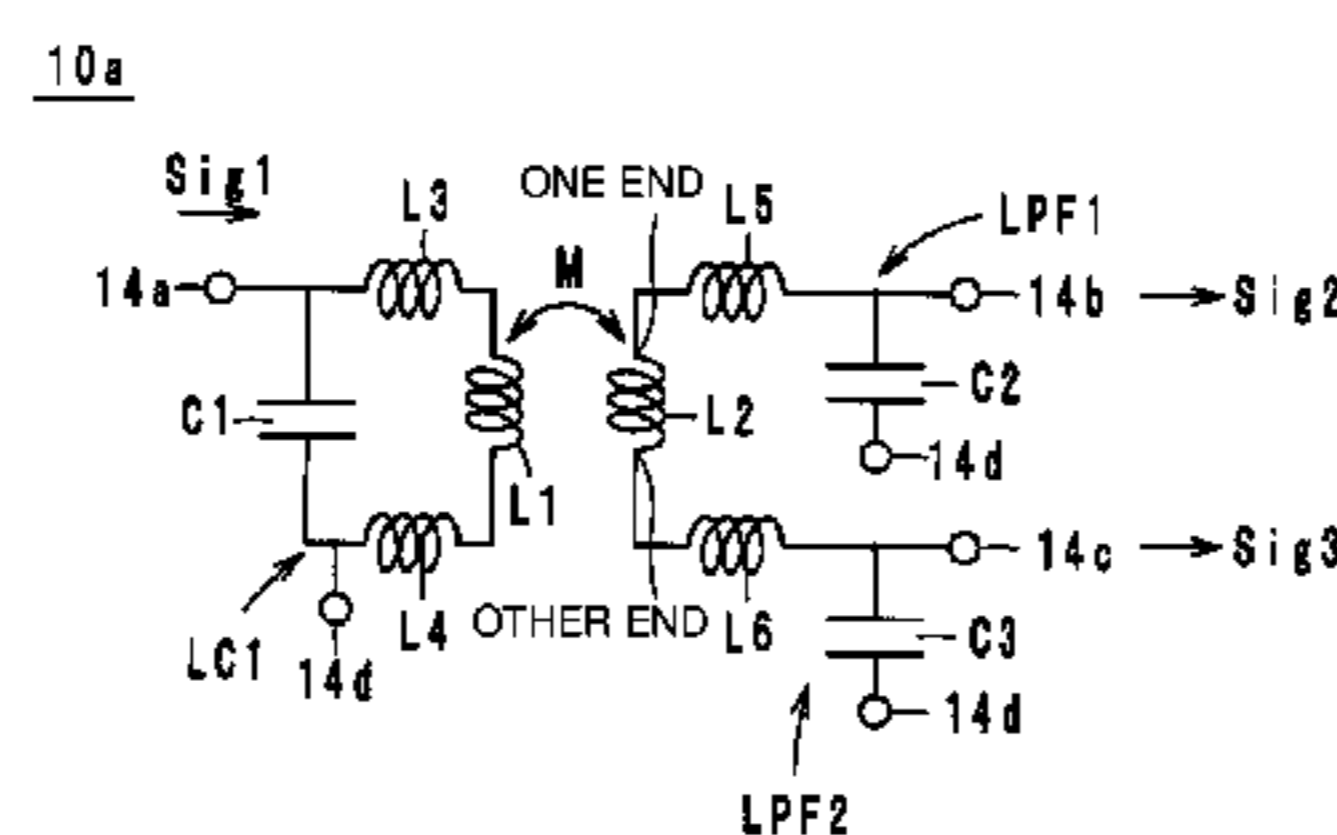 10a
Sig1
L3
ONE END
L5
LPF1
M
14a
14b
Sig2
C1
C2
L2
14d
L1
14c
Sig3
LC1
14d
L4
OTHER END
L6
C3
14d
LPF2